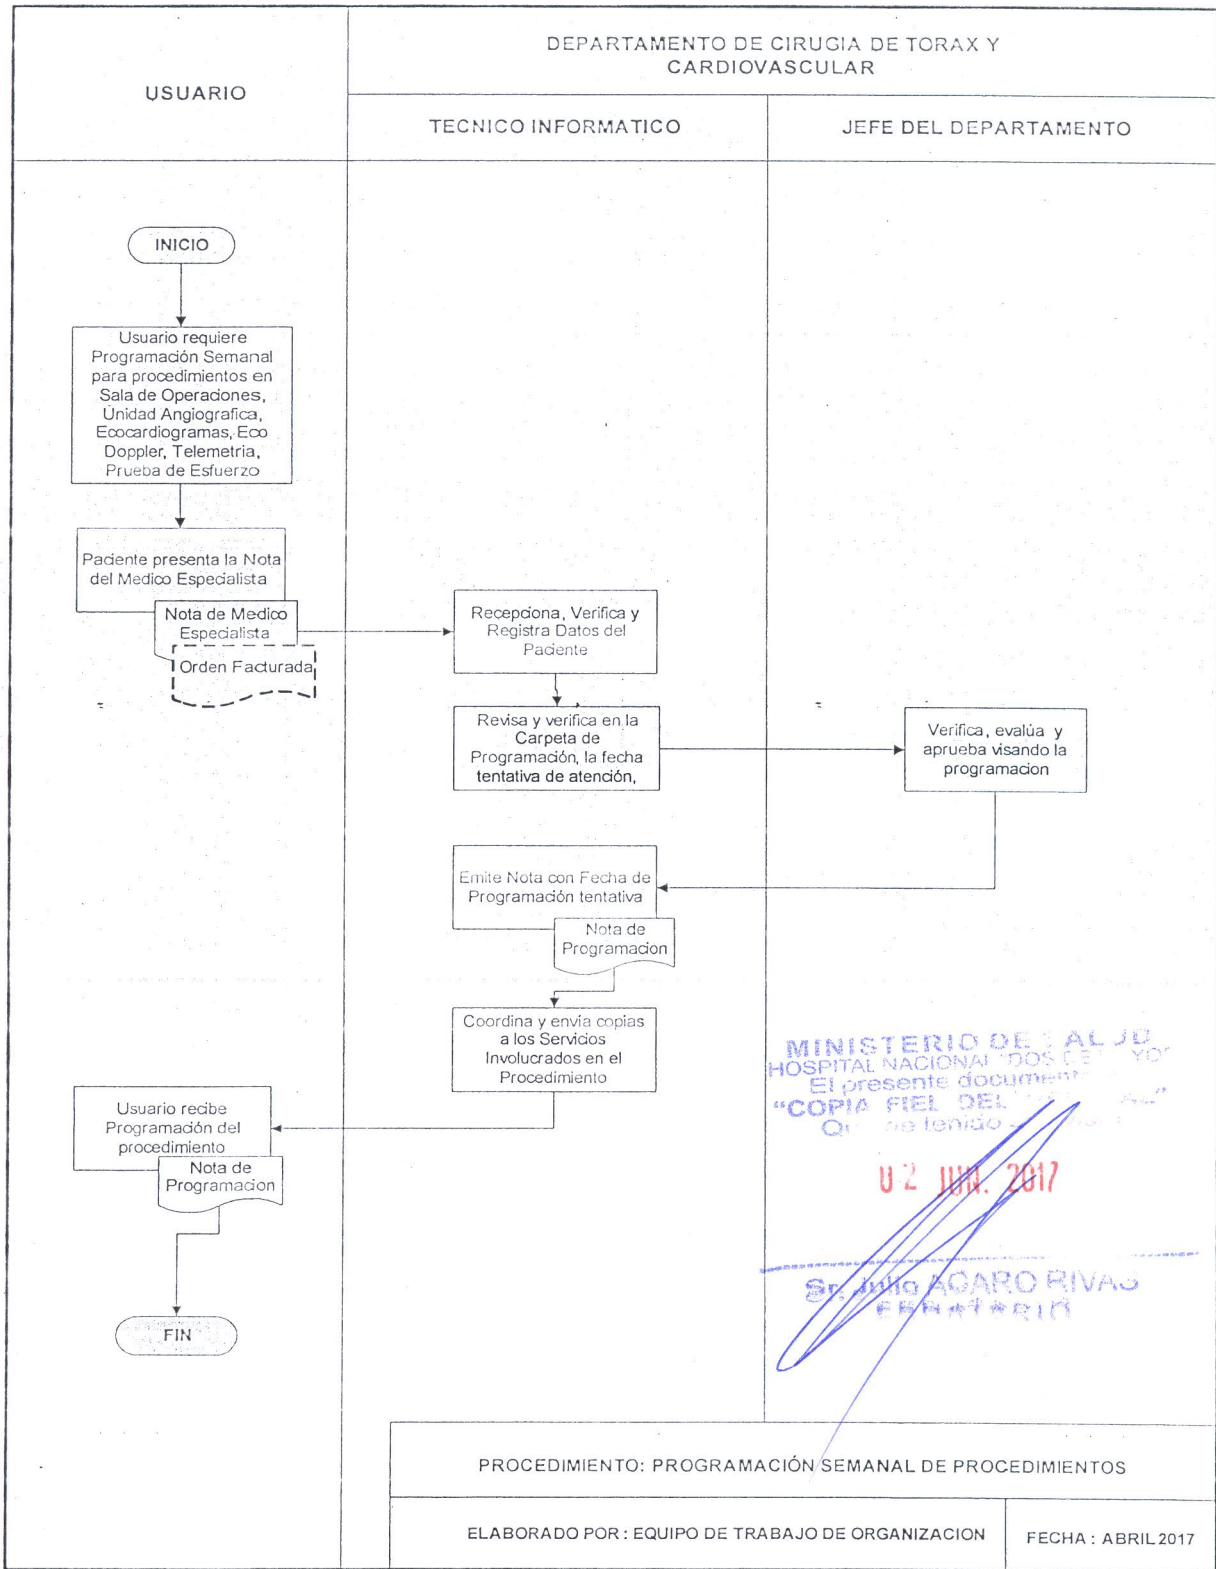 USUARIO
DEPARTAMENTO DE CIRUGIA DE TORAX Y
CARDIOVASCULAR
TECNICO INFORMATICO
JEFE DEL DEPARTAMENTO
INICIO
Usuario requiere
Programación Semanal
para procedimientos en
Sala de Operaciones,
Unidad Angiografica,
Ecocardiogramas, Eco
Doppler, Telemetria,
Prueba de Esfuerzo
Paciente presenta la Nota
del Medico Especialista
Nota de Medico
Especialista
Orden Facturada
Recepciona, Verifica y
Registra Datos del
Paciente
Revisa y verifica en la
Carpeta de
Programación, la fecha
tentativa de atención,
Verifica, evalúa y
aprueba visando la
programacion
Emite Nota con Fecha de
Programación tentativa
Nota de
Programacion
Coordina y envia copias
a los Servicios
Involucrados en el
Procedimiento
Usuario recibe
Programación del
procedimiento
Nota de
Programacion
FIN
MINISTERIO DE
HOSPITAL NACIONAL
El presente
"COPIA FIEL DEL
tenido
02 JUN. 2017
Sr. Julio ACARO RIVAS
PROCEDIMIENTO: PROGRAMACIÓN SEMANAL DE PROCEDIMIENTOS
ELABORADO POR : EQUIPO DE TRABAJO DE ORGANIZACION
FECHA : ABRIL 2017